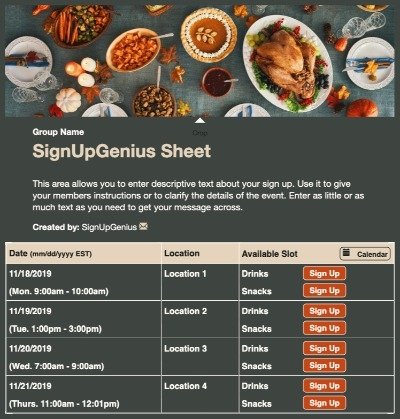 Group Name
Drop
SignUpGenius Sheet
This area allows you to enter descriptive text about your sign up. Use it to give
your members instructions or to clarify the details of the event. Enter as little or as
much text as you need to get your message across.
Created by: SignUpGenius
Date (mm/dd/yyyy EST) Location Available Slot Calendar
11/18/2019 Location 1 Drinks Sign Up
(Mon. 9:00am - 10:00am) Snacks Sign Up
11/19/2019 Location 2 Drinks Sign Up
(Tue. 1:00pm - 3:00pm) Snacks Sign Up
11/20/2019 Location 3 Drinks Sign Up
(Wed. 7:00am - 9:00am) Snacks Sign Up
11/21/2019 Location 4 Drinks Sign Up
(Thurs. 11:00am - 12:01pm) Snacks Sign Up